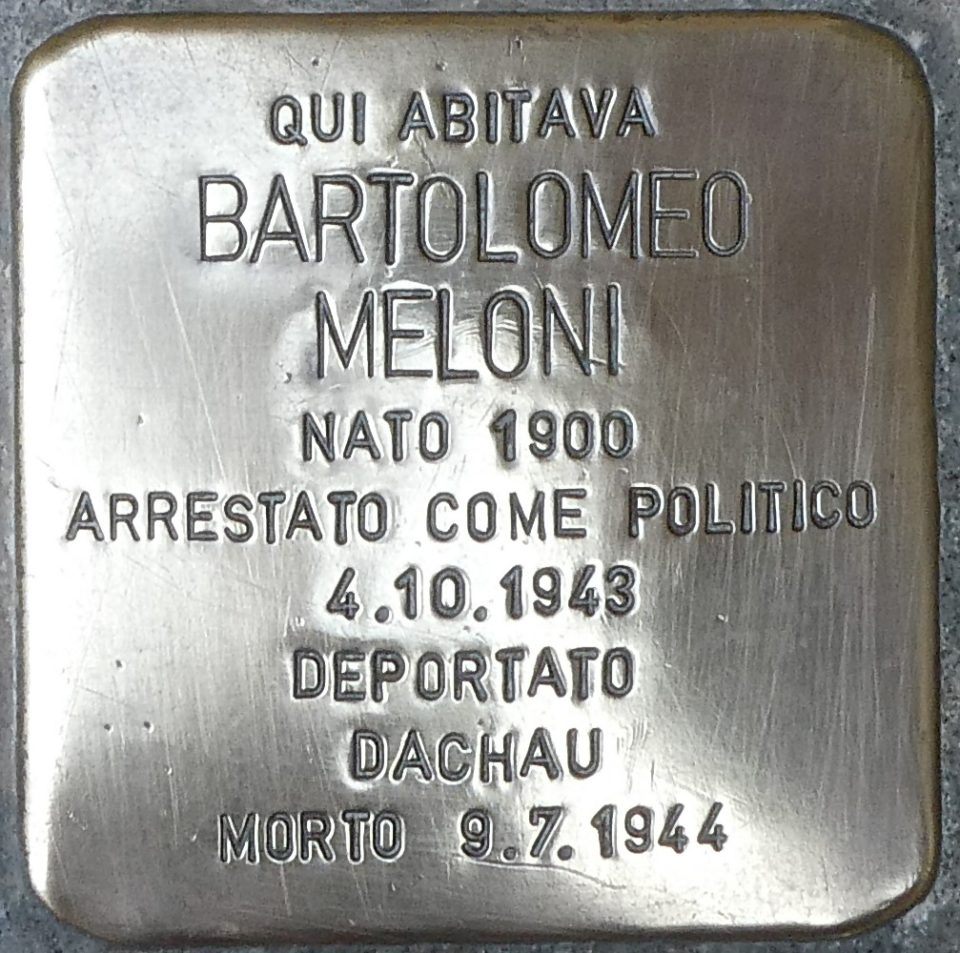 QUI ABITAVA
BARTOLOMEO
MELONI
NATO 1900
ARRESTATO COME POLITICO
4.10.1943
DEPORTATO
DACHAU
MORTO 9.7.1944